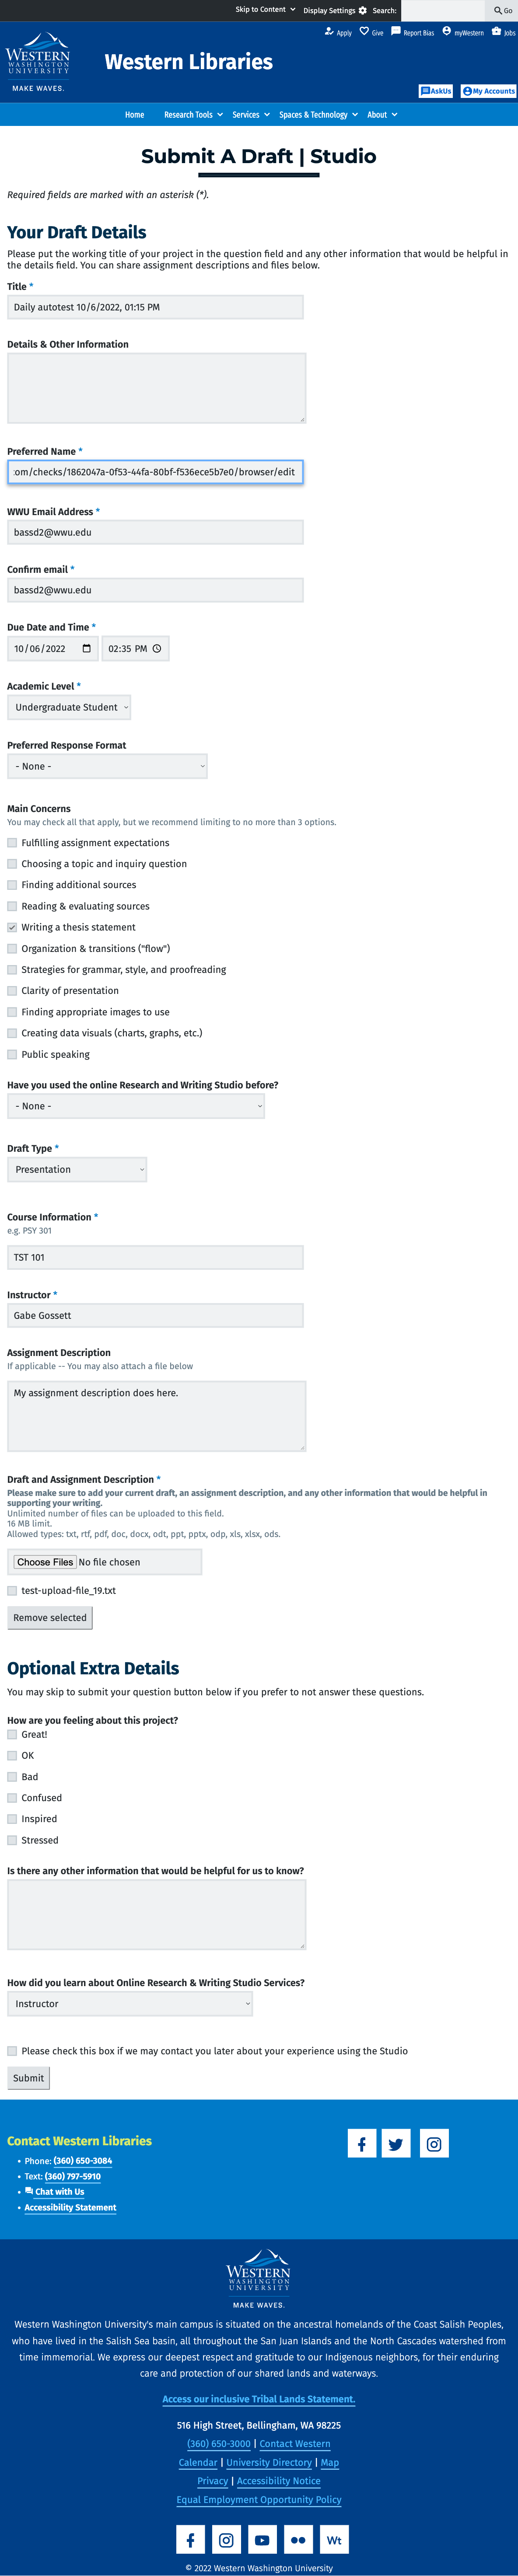 Skip to Content Display Settings Search: Go
Apply Give Report Bias myWestern Jobs
WESTERN
WASHINGTON
UNIVERSITY
MAKE WAVES.
Western Libraries
AskUs My Accounts
Home Research Tools Services Spaces & Technology About
Submit A Draft | Studio
Required fields are marked with an asterisk (*).
Your Draft Details
Please put the working title of your project in the question field and any other information that would be helpful in
the details field. You can share assignment descriptions and files below.
Title *
Daily autotest 10/6/2022, 01:15 PM
Details & Other Information
Preferred Name *
:om/checks/1862047a-0f53-44fa-80bf-f536ece5b7e0/browser/edit
WWU Email Address *
bassd2@wwu.edu
Confirm email *
bassd2@wwu.edu
Due Date and Time *
10/06/2022 02:35 PM
Academic Level *
Undergraduate Student
Preferred Response Format
- None -
Main Concerns
You may check all that apply, but we recommend limiting to no more than 3 options.
Fulfilling assignment expectations
Choosing a topic and inquiry question
Finding additional sources
Reading & evaluating sources
Writing a thesis statement
Organization & transitions ("flow")
Strategies for grammar, style, and proofreading
Clarity of presentation
Finding appropriate images to use
Creating data visuals (charts, graphs, etc.)
Public speaking
Have you used the online Research and Writing Studio before?
- None -
Draft Type *
Presentation
Course Information *
e.g. PSY 301
TST 101
Instructor *
Gabe Gossett
Assignment Description
If applicable -- You may also attach a file below
My assignment description does here.
Draft and Assignment Description *
Please make sure to add your current draft, an assignment description, and any other information that would be helpful in
supporting your writing.
Unlimited number of files can be uploaded to this field.
16 MB limit.
Allowed types: txt, rtf, pdf, doc, docx, odt, ppt, pptx, odp, xls, xlsx, ods.
Choose Files No file chosen
test-upload-file_19.txt
Remove selected
Optional Extra Details
You may skip to submit your question button below if you prefer to not answer these questions.
How are you feeling about this project?
Great!
OK
Bad
Confused
Inspired
Stressed
Is there any other information that would be helpful for us to know?
How did you learn about Online Research & Writing Studio Services?
Instructor
Please check this box if we may contact you later about your experience using the Studio
Submit
Contact Western Libraries
• Phone: (360) 650-3084
• Text: (360) 797-5910
• Chat with Us
• Accessibility Statement
WESTERN
WASHINGTON
UNIVERSITY
MAKE WAVES.
Western Washington University's main campus is situated on the ancestral homelands of the Coast Salish Peoples,
who have lived in the Salish Sea basin, all throughout the San Juan Islands and the North Cascades watershed from
time immemorial. We express our deepest respect and gratitude to our Indigenous neighbors, for their enduring
care and protection of our shared lands and waterways.
Access our inclusive Tribal Lands Statement.
516 High Street, Bellingham, WA 98225
(360) 650-3000 | Contact Western
Calendar | University Directory | Map
Privacy | Accessibility Notice
Equal Employment Opportunity Policy
Wt
© 2022 Western Washington University